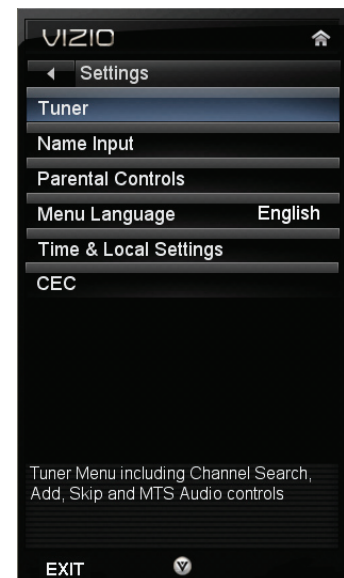 VIZIO
Settings
Tuner
Name Input
Parental Controls
Menu Language English
Time & Local Settings
CEC
Tuner Menu including Channel Search,
Add, Skip and MTS Audio controls
EXIT